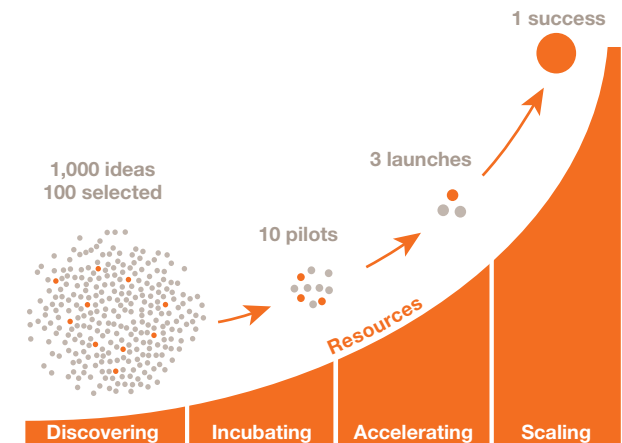 1 success
3 launches
1,000 ideas
100 selected
10 pilots
Resources
Discovering
Incubating
Accelerating
Scaling